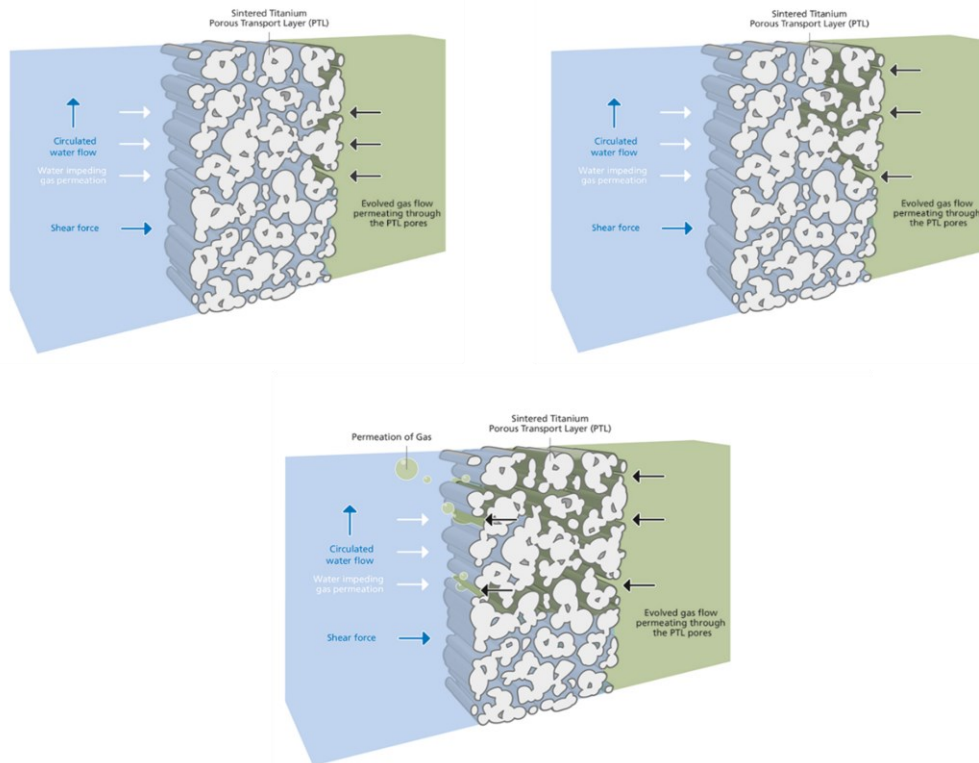 Sintered Titanium
Porous Transport Layer (PTL)
Circulated
water flow
Water impeding
gas permeation
Shear force
Evolved gas flow
permeating through
the PTL pores
Sintered Titanium
Porous Transport Layer (PTL)
Circulated
water flow
Water impeding
gas permeation
Shear force
Evolved gas flow
permeating through
the PTL pores
Permeation of Gas
Sintered Titanium
Porous Transport Layer (PTL)
Circulated
water flow
Water impeding
gas permeation
Shear force
Evolved gas flow
permeating through
the PTL pores